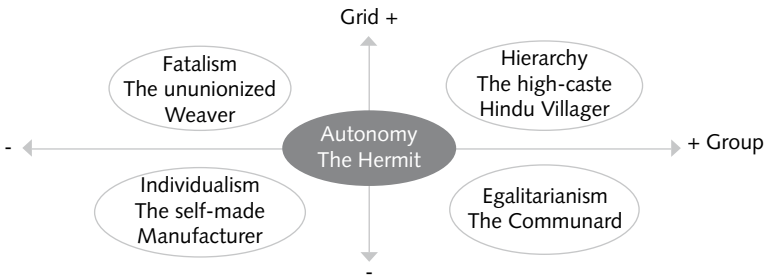 Grid +
Fatalism
The ununionized
Weaver
Hierarchy
The high-caste
Hindu Villager
Autonomy
The Hermit
-
+ Group
Individualism
The self-made
Manufacturer
Egalitarianism
The Communard
-